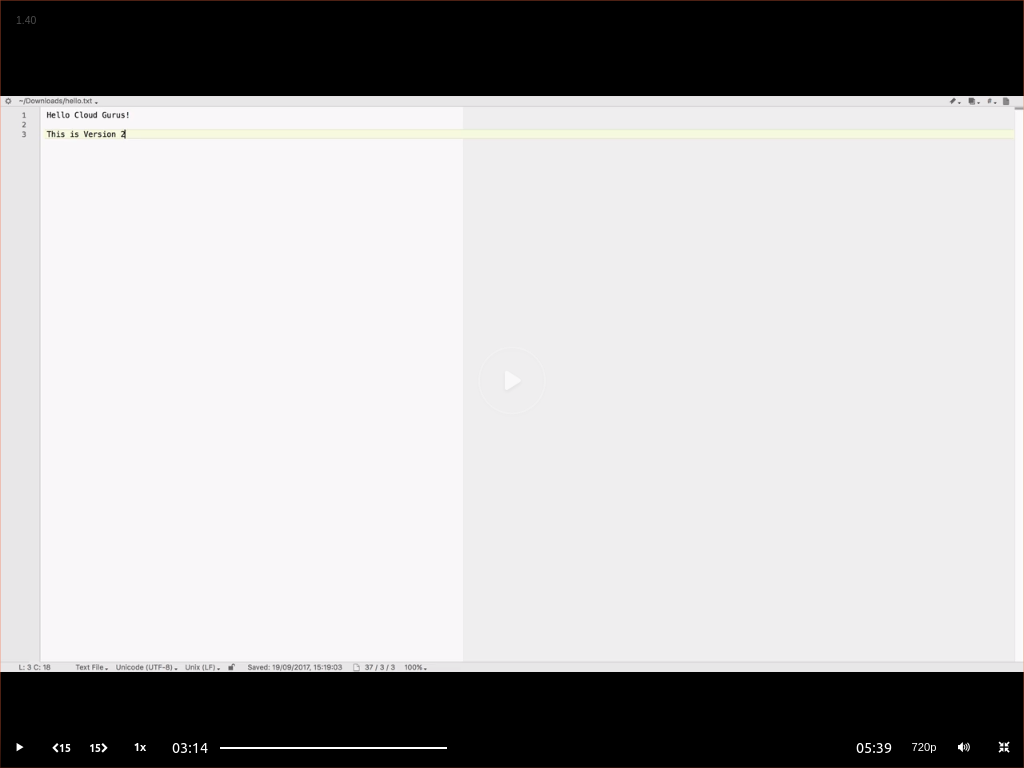 1.40
~/Downloads/hello.txt
1 Hello Cloud Gurus!
2
3 This is Version 2
L: 3 C: 18 Text File Unicode (UTF-8) Unix (LF) Saved: 19/09/2017, 15:19:03 37 / 3 / 3 100%
15 15 1x 03:14 05:39 720p